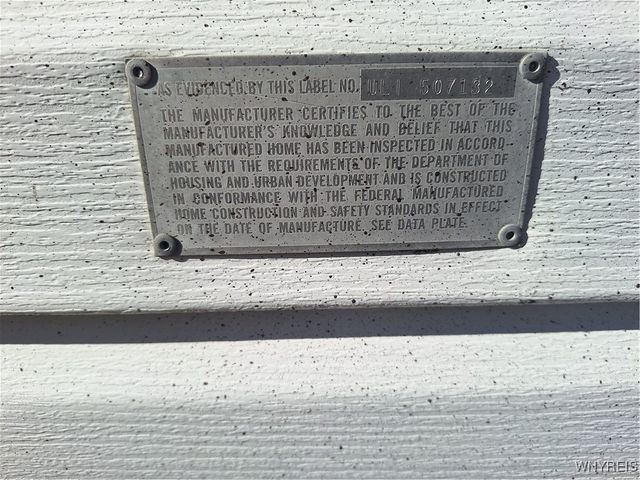 AS EVIDENCED BY THIS LABEL NO. ULI 507132
THE MANUFACTURER CERTIFIES TO THE BEST OF THE
MANUFACTURER'S KNOWLEDGE AND BELIEF THAT THIS
MANUFACTURED HOME HAS BEEN INSPECTED IN ACCORD-
ANCE WITH THE REQUIREMENTS OF THE DEPARTMENT OF
HOUSING AND URBAN DEVELOPMENT AND IS CONSTRUCTED
IN CONFORMANCE WITH THE FEDERAL MANUFACTURED
HOME CONSTRUCTION AND SAFETY STANDARDS IN EFFECT
ON THE DATE OF MANUFACTURE. SEE DATA PLATE.
WNYREIS